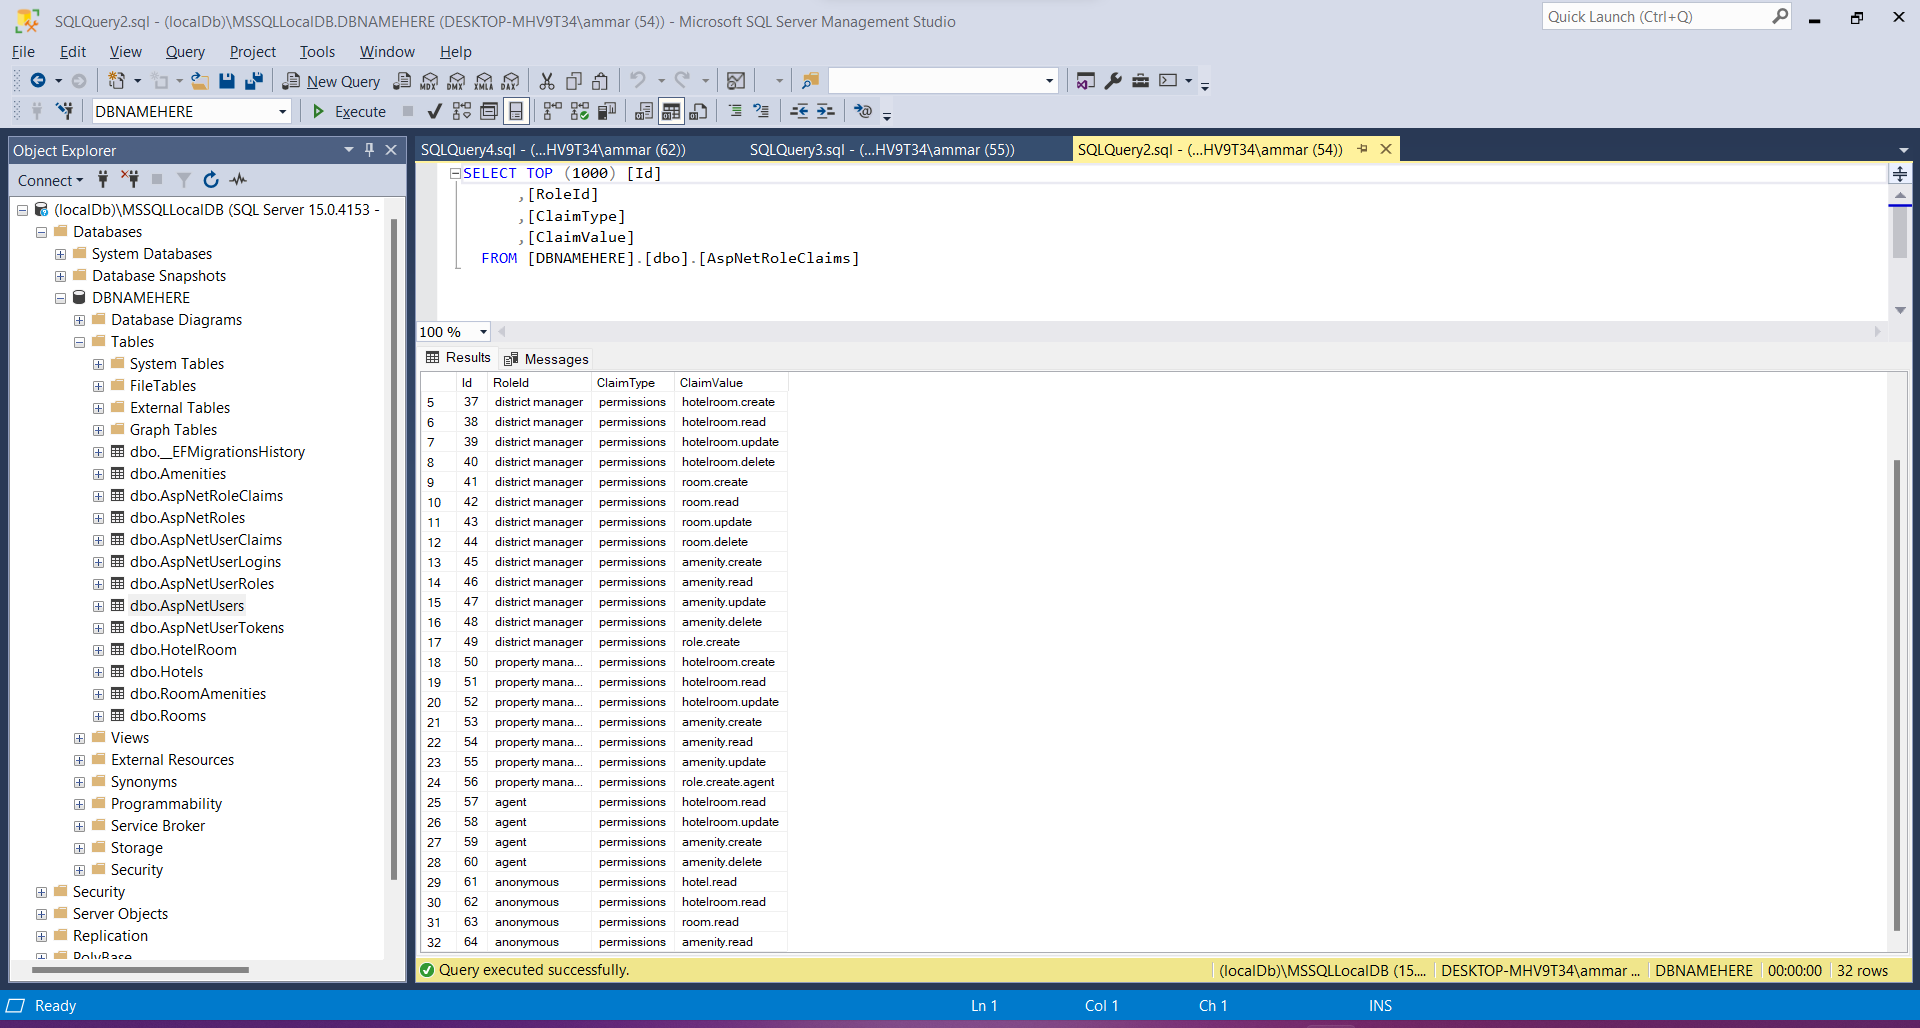 SQLQuery2.sql - (localDb)\MSSQLLocalDB.DBNAMEHERE (DESKTOP-MHV9T34\ammar (54)) - Microsoft SQL Server Management Studio
Quick Launch (Ctrl+Q)
File Edit View Query Project Tools Window Help
New Query MDX DMX XMLA DAX
DBNAMEHERE Execute
Object Explorer
Connect
(localDb)\MSSQLLocalDB (SQL Server 15.0.4153 -
Databases
System Databases
Database Snapshots
DBNAMEHERE
Database Diagrams
Tables
System Tables
FileTables
External Tables
Graph Tables
dbo.__EFMigrationsHistory
dbo.Amenities
dbo.AspNetRoleClaims
dbo.AspNetRoles
dbo.AspNetUserClaims
dbo.AspNetUserLogins
dbo.AspNetUserRoles
dbo.AspNetUsers
dbo.AspNetUserTokens
dbo.HotelRoom
dbo.Hotels
dbo.RoomAmenities
dbo.Rooms
Views
External Resources
Synonyms
Programmability
Service Broker
Storage
Security
Security
Server Objects
Replication
PolyBase
SQLQuery4.sql - (...HV9T34\ammar (62)) SQLQuery3.sql - (...HV9T34\ammar (55)) SQLQuery2.sql - (...HV9T34\ammar (54))
SELECT TOP (1000) [Id]
,[RoleId]
,[ClaimType]
,[ClaimValue]
FROM [DBNAMEHERE].[dbo].[AspNetRoleClaims]
100 %
Results Messages
Id RoleId ClaimType ClaimValue
5 37 district manager permissions hotelroom.create
6 38 district manager permissions hotelroom.read
7 39 district manager permissions hotelroom.update
8 40 district manager permissions hotelroom.delete
9 41 district manager permissions room.create
10 42 district manager permissions room.read
11 43 district manager permissions room.update
12 44 district manager permissions room.delete
13 45 district manager permissions amenity.create
14 46 district manager permissions amenity.read
15 47 district manager permissions amenity.update
16 48 district manager permissions amenity.delete
17 49 district manager permissions role.create
18 50 property mana... permissions hotelroom.create
19 51 property mana... permissions hotelroom.read
20 52 property mana... permissions hotelroom.update
21 53 property mana... permissions amenity.create
22 54 property mana... permissions amenity.read
23 55 property mana... permissions amenity.update
24 56 property mana... permissions role.create.agent
25 57 agent permissions hotelroom.read
26 58 agent permissions hotelroom.update
27 59 agent permissions amenity.create
28 60 agent permissions amenity.delete
29 61 anonymous permissions hotel.read
30 62 anonymous permissions hotelroom.read
31 63 anonymous permissions room.read
32 64 anonymous permissions amenity.read
Query executed successfully. (localDb)\MSSQLLocalDB (15.... DESKTOP-MHV9T34\ammar ... DBNAMEHERE 00:00:00 32 rows
Ready Ln 1 Col 1 Ch 1 INS